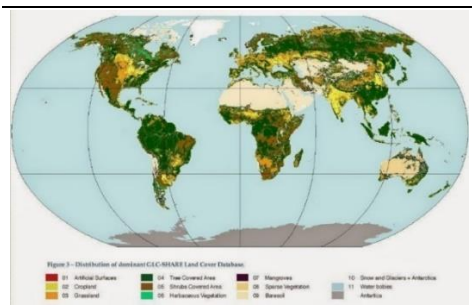 Figure 3 – Distribution of dominant GLC-SHARE Land Cover Database.
01 Artificial Surfaces
02 Cropland
03 Grassland
04 Tree Covered Area
05 Shrubs Covered Area
06 Herbaceous Vegetation
07 Mangroves
08 Sparse Vegetation
09 Baresoil
10 Snow and Glaciers + Antarctica
11 Water bodies
Antarctica